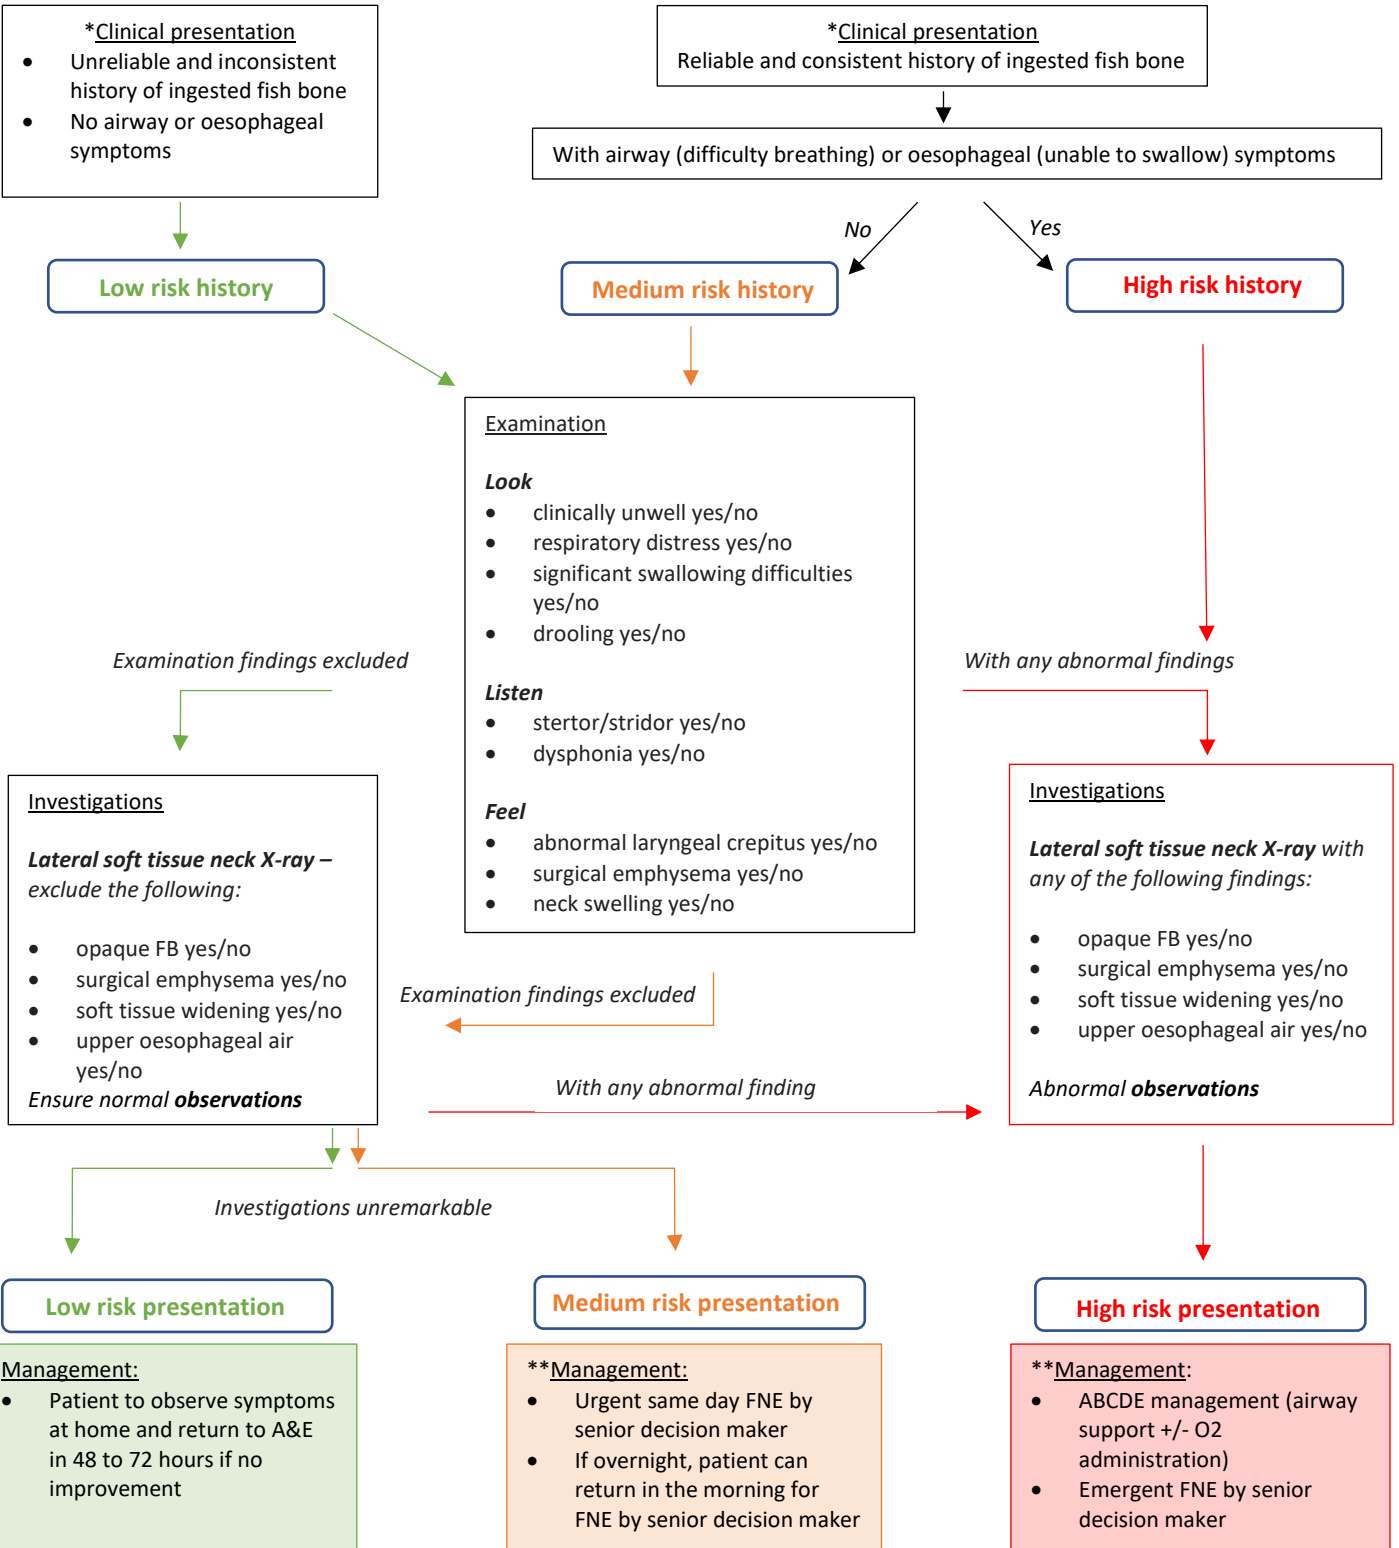 *Clinical presentation
• Unreliable and inconsistent
history of ingested fish bone
• No airway or oesophageal
symptoms
*Clinical presentation
Reliable and consistent history of ingested fish bone
With airway (difficulty breathing) or oesophageal (unable to swallow) symptoms
No
Yes
Low risk history
Medium risk history
High risk history
Examination
Look
• clinically unwell yes/no
• respiratory distress yes/no
• significant swallowing difficulties
yes/no
• drooling yes/no
Listen
• stertor/stridor yes/no
• dysphonia yes/no
Feel
• abnormal laryngeal crepitus yes/no
• surgical emphysema yes/no
• neck swelling yes/no
Examination findings excluded
With any abnormal findings
Investigations
Lateral soft tissue neck X-ray –
exclude the following:
• opaque FB yes/no
• surgical emphysema yes/no
• soft tissue widening yes/no
• upper oesophageal air
yes/no
Ensure normal observations
Examination findings excluded
With any abnormal finding
Investigations
Lateral soft tissue neck X-ray with
any of the following findings:
• opaque FB yes/no
• surgical emphysema yes/no
• soft tissue widening yes/no
• upper oesophageal air yes/no
Abnormal observations
Investigations unremarkable
Low risk presentation
Medium risk presentation
High risk presentation
Management:
• Patient to observe symptoms
at home and return to A&E
in 48 to 72 hours if no
improvement
**Management:
• Urgent same day FNE by
senior decision maker
• If overnight, patient can
return in the morning for
FNE by senior decision maker
**Management:
• ABCDE management (airway
support +/- O2
administration)
• Emergent FNE by senior
decision maker